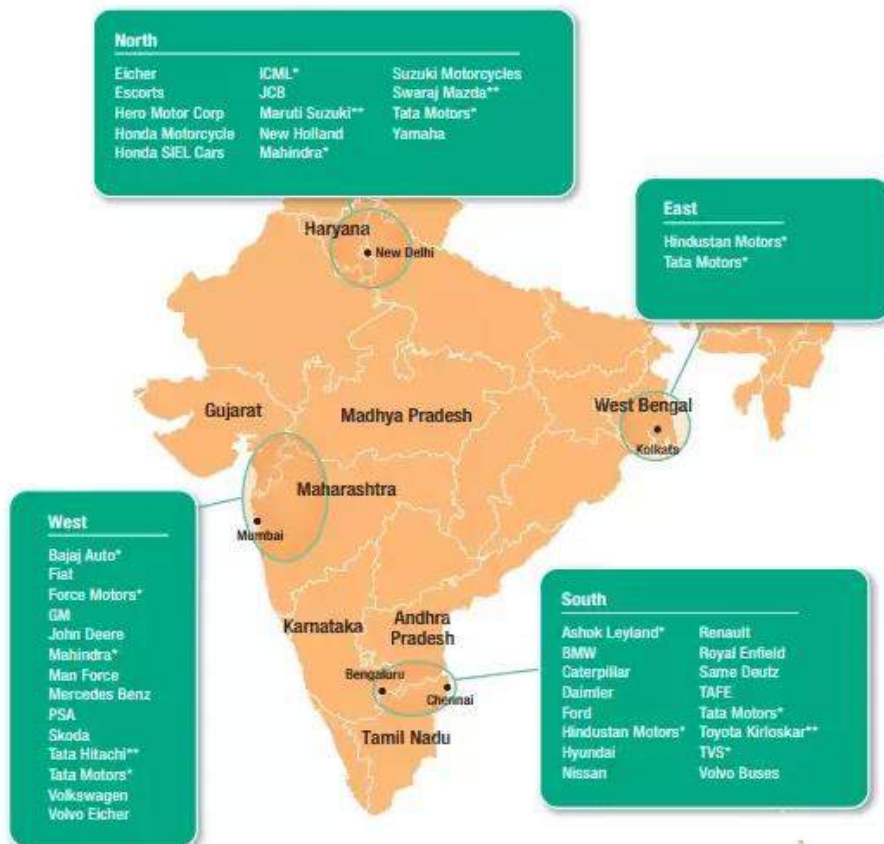 North
Eicher
Escorts
Hero Motor Corp
Honda Motorcycle
Honda SIEL Cars
ICML*
JCB
Maruti Suzuki**
New Holland
Mahindra*
Suzuki Motorcycles
Swaraj Mazda**
Tata Motors*
Yamaha
East
Hindustan Motors*
Tata Motors*
Haryana
New Delhi
Gujarat
Madhya Pradesh
West Bengal
Kolkats
Maharashtra
Mumbai
Karnataka
Andhra
Pradesh
Bengaluru
Chennai
Tamil Nadu
West
Bajaj Auto*
Fiat
Force Motors*
GM
John Deere
Mahindra*
Man Force
Mercedes Benz
PSA
Skoda
Tata Hitachi**
Tata Motors*
Volkswagen
Volvo Eicher
South
Ashok Leyland*
BMW
Caterpillar
Daimler
Ford
Hindustan Motors*
Hyundai
Nissan
Renault
Royal Enfield
Same Deutz
TAFE
Tata Motors*
Toyota Kirloskar**
TVS*
Volvo Buses